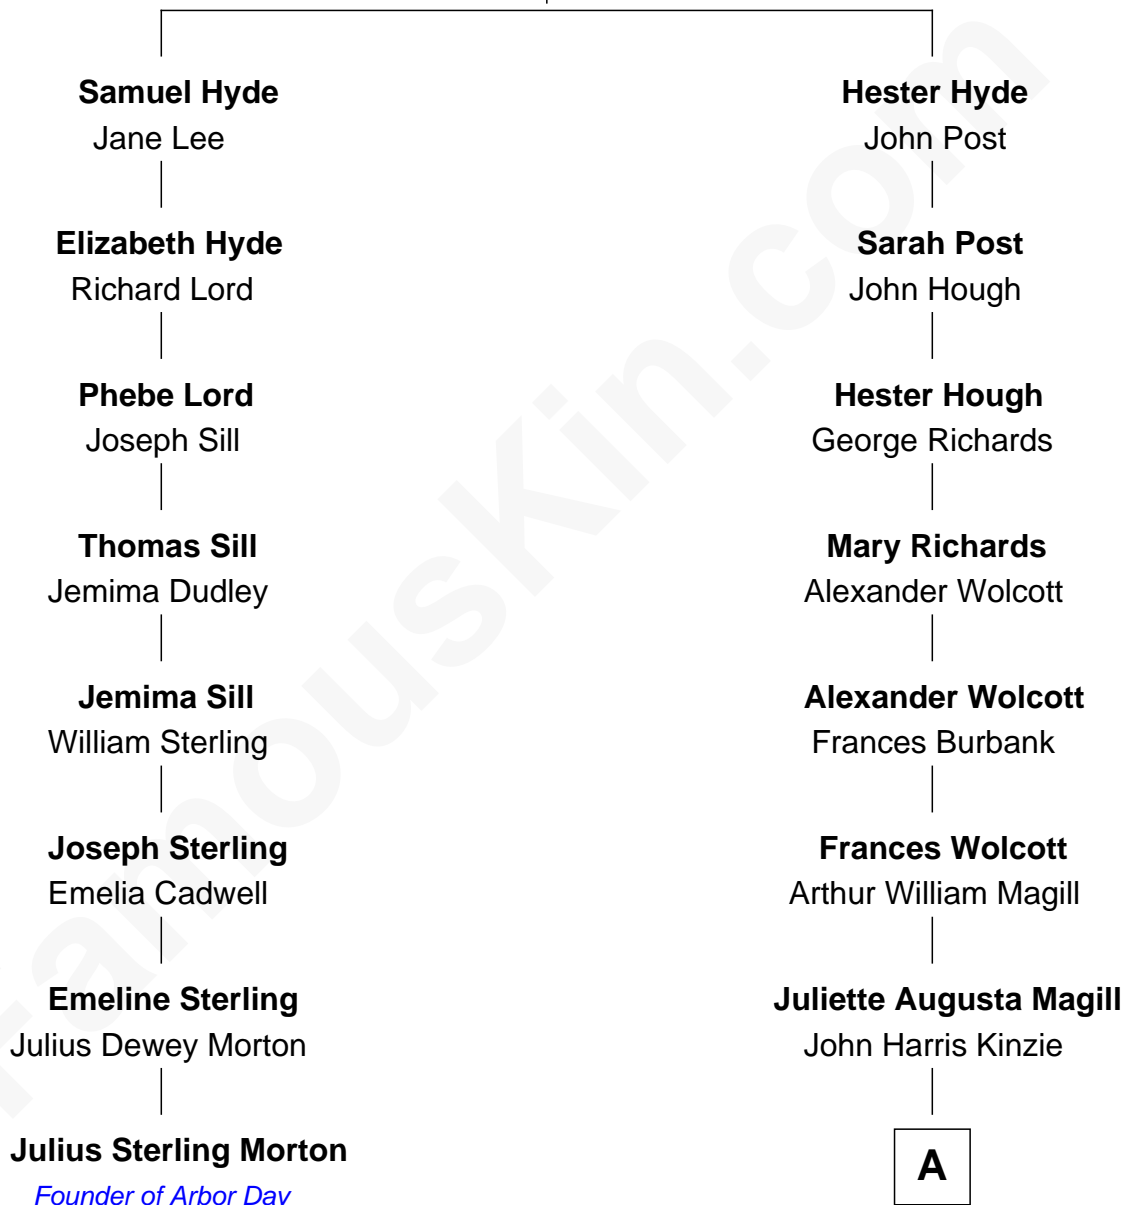 Samuel Hyde
Jane Lee
Hester Hyde
John Post
Elizabeth Hyde
Richard Lord
Sarah Post
John Hough
Phebe Lord
Joseph Sill
Hester Hough
George Richards
Thomas Sill
Jemima Dudley
Mary Richards
Alexander Wolcott
Jemima Sill
William Sterling
Alexander Wolcott
Frances Burbank
Joseph Sterling
Emelia Cadwell
Frances Wolcott
Arthur William Magill
Emeline Sterling
Julius Dewey Morton
Juliette Augusta Magill
John Harris Kinzie
Julius Sterling Morton
Founder of Arbor Day
A
FamousKin.com